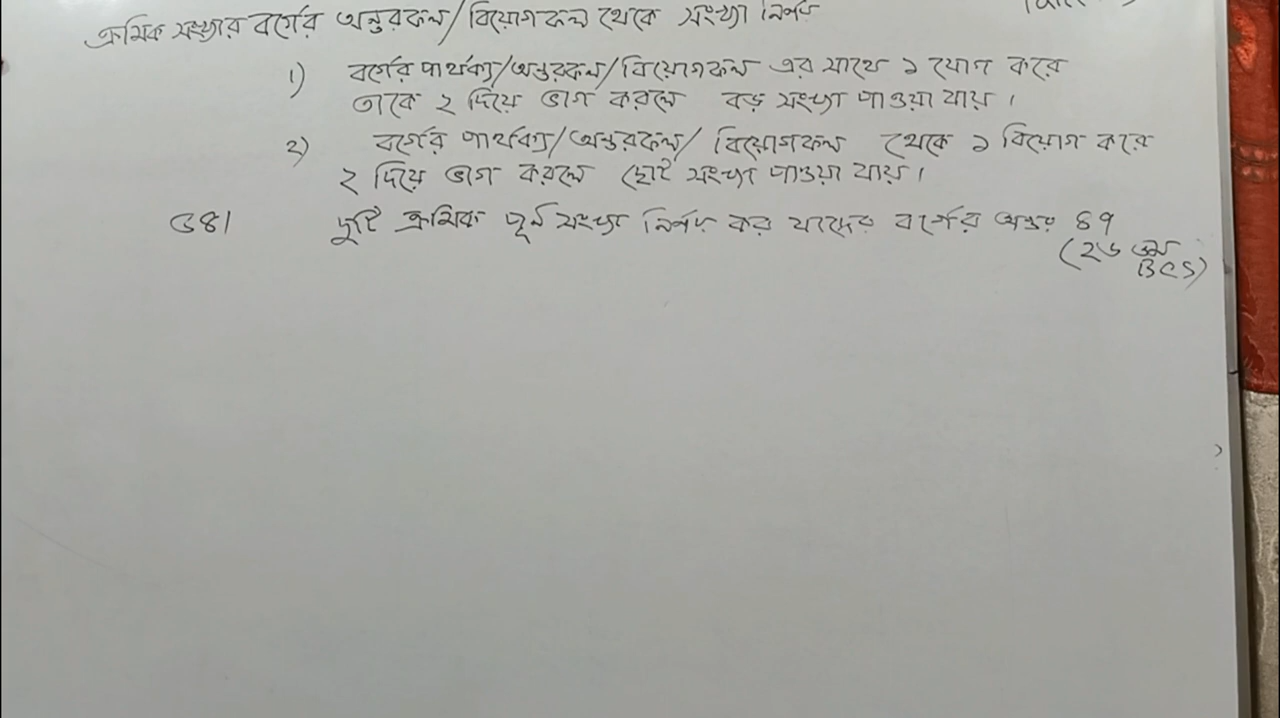 ক্রমিক সংখ্যার বর্গের অন্তরফল/বিয়োগফল থেকে সংখ্যা নির্ণয়
১) বর্গের পার্থক্য/অন্তরফল/বিয়োগফল এর সাথে ১ যোগ করে
তাকে ২ দিয়ে ভাগ করলে বড় সংখ্যা পাওয়া যায়।
২) বর্গের পার্থক্য/অন্তরফল/বিয়োগফল থেকে ১ বিয়োগ করে
২ দিয়ে ভাগ করলে ছোট সংখ্যা পাওয়া যায়।
৩৪। দুটি ক্রমিক পূর্ন সংখ্যা নির্ণয় কর যাদের বর্গের অন্তর ৪৭
(২৬ তম
BCS)